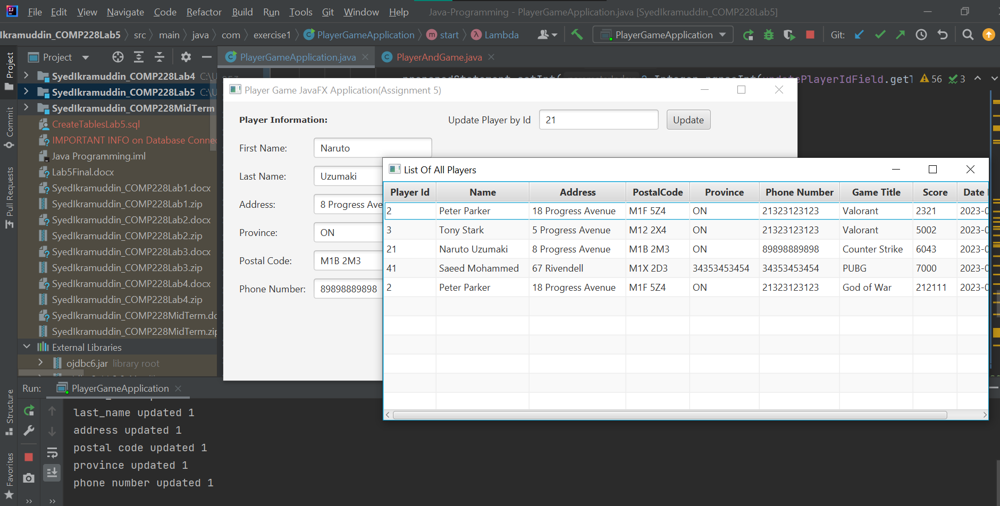 File Edit View Navigate Code Refactor Build Run Tools Git Window Help Java-Programming - PlayerGameApplication.java [SyedIkramuddin_COMP228Lab5]
Ikramuddin_COMP228Lab5 src main java com exercise1 PlayerGameApplication start Lambda PlayerGameApplication Git:
Project PlayerGameApplication.java PlayerAndGame.java
Project
Commit
Pull Requests
Structure
Favorites
SyedIkramuddin_COMP228Lab4 C:\U
SyedIkramuddin_COMP228Lab5 C:\U
SyedIkramuddin_COMP228MidTerm
CreateTablesLab5.sql
IMPORTANT INFO on Database Connec
Java Programming.iml
Lab5Final.docx
SyedIkramuddin_COMP228Lab1.docx
SyedIkramuddin_COMP228Lab1.zip
SyedIkramuddin_COMP228Lab2.docx
SyedIkramuddin_COMP228Lab2.zip
SyedIkramuddin_COMP228Lab3.docx
SyedIkramuddin_COMP228Lab3.zip
SyedIkramuddin_COMP228Lab4.docx
SyedIkramuddin_COMP228Lab4.zip
SyedIkramuddin_COMP228MidTerm.dc
SyedIkramuddin_COMP228MidTerm.zip
External Libraries
ojdbc6.jar library root
56 3
Player Game JavaFX Application(Assignment 5)
Player Information: Update Player by Id 21 Update
First Name: Naruto
Last Name: Uzumaki
Address: 8 Progress Ave
Province: ON
Postal Code: M1B 2M3
Phone Number: 89898889898
List Of All Players
Player Id Name Address PostalCode Province Phone Number Game Title Score Date
2 Peter Parker 18 Progress Avenue M1F 5Z4 ON 21323123123 Valorant 2321 2023-0
3 Tony Stark 5 Progress Avenue M12 2X4 ON 21323123123 Valorant 5002 2023-0
21 Naruto Uzumaki 8 Progress Avenue M1B 2M3 ON 89898889898 Counter Strike 6043 2023-0
41 Saeed Mohammed 67 Rivendell M1X 2D3 34353453454 34353453454 PUBG 7000 2023-0
2 Peter Parker 18 Progress Avenue M1F 5Z4 ON 21323123123 God of War 212111 2023-0
Run: PlayerGameApplication
last_name updated 1
address updated 1
postal code updated 1
province updated 1
phone number updated 1